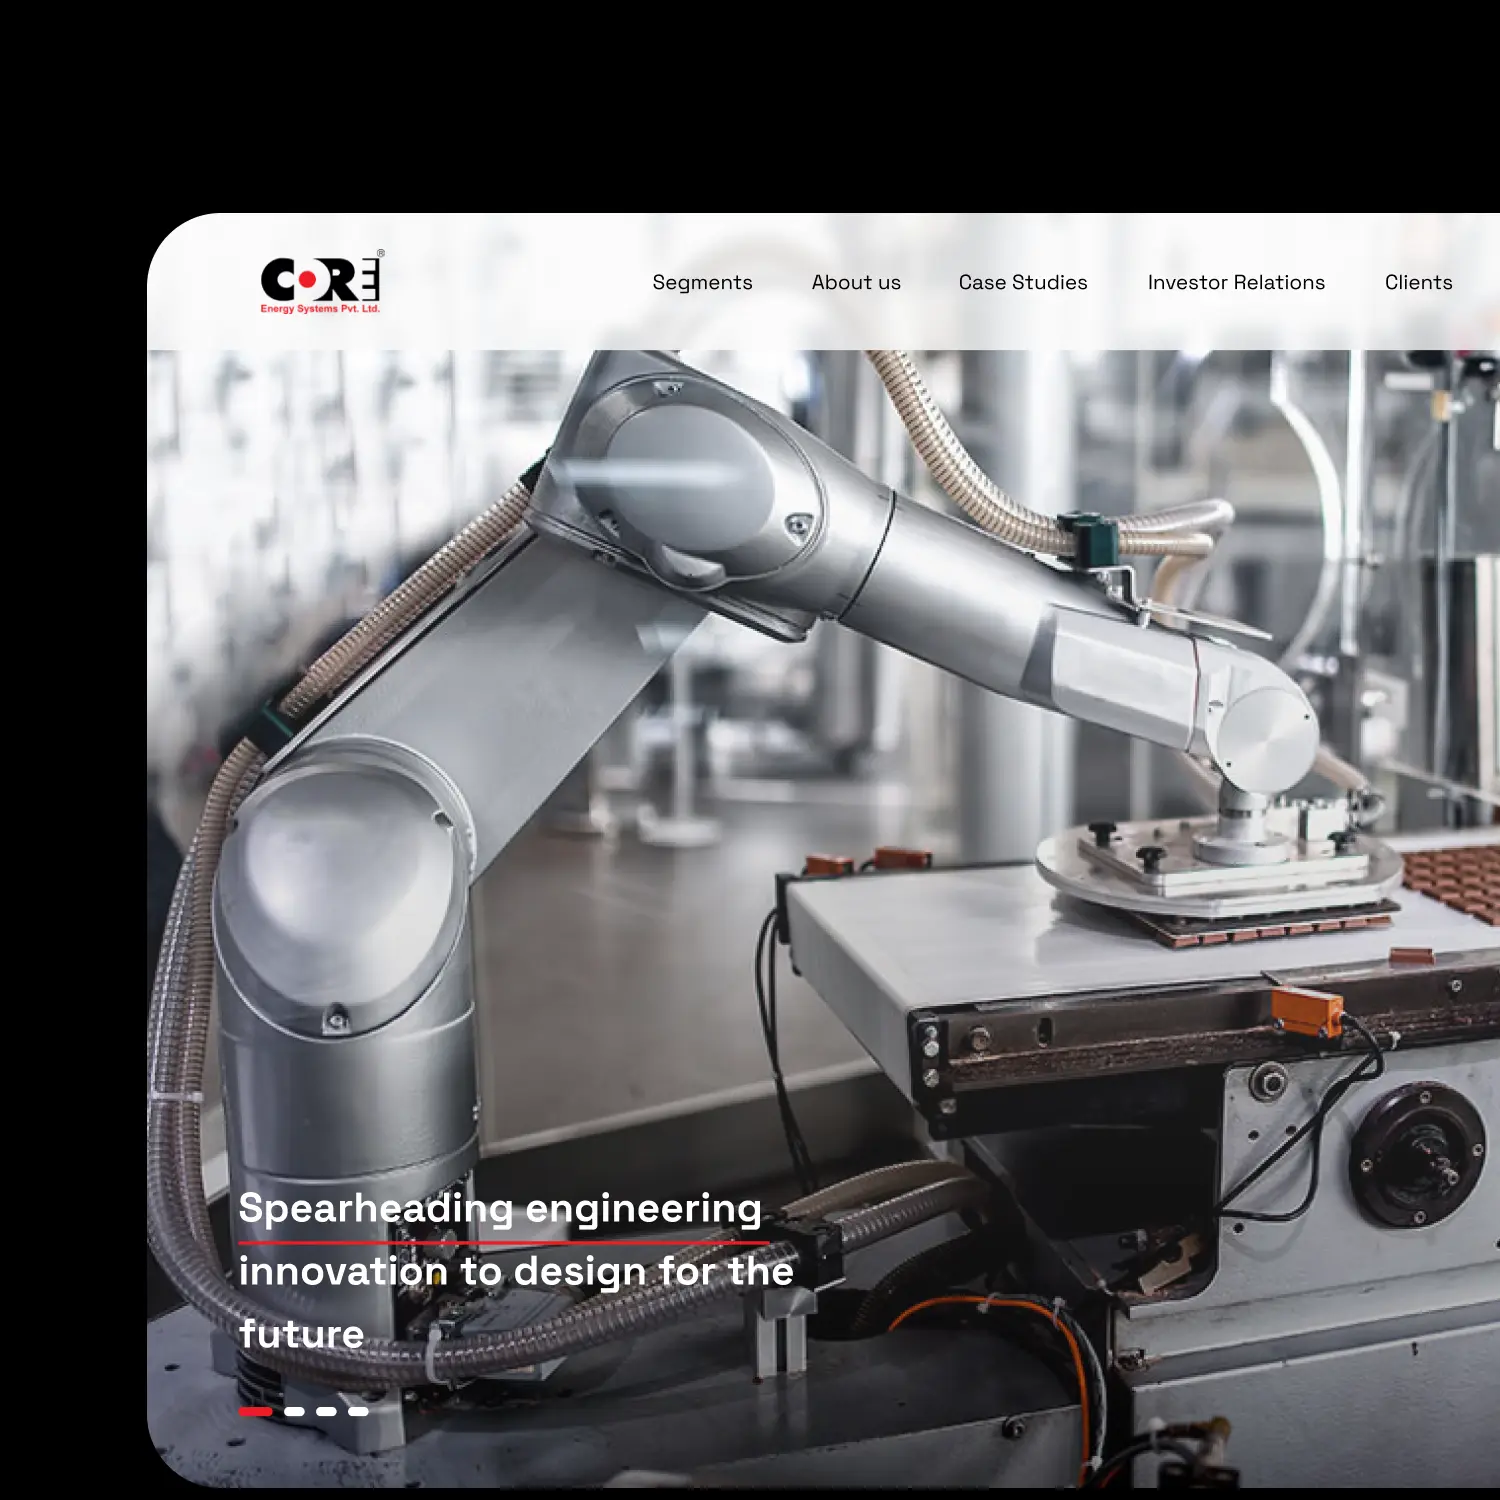 CORE®
Energy Systems Pvt. Ltd.
Segments
About us
Case Studies
Investor Relations
Clients
Spearheading engineering
innovation to design for the
future